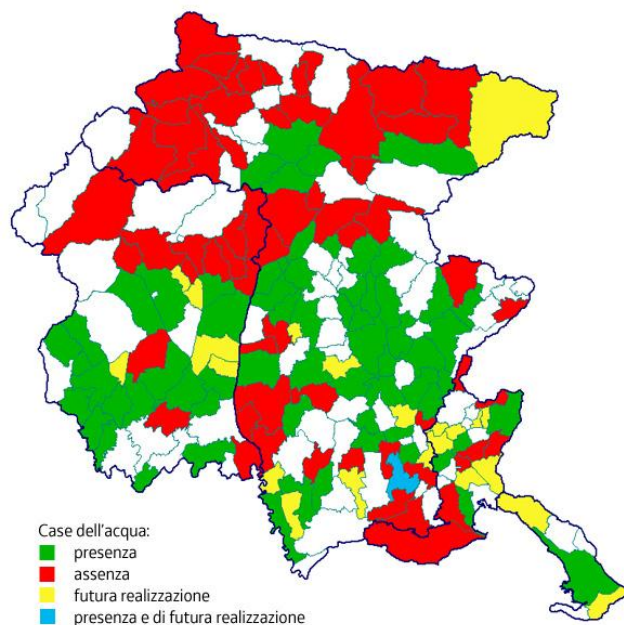 Case dell'acqua:
presenza
assenza
futura realizzazione
presenza e di futura realizzazione